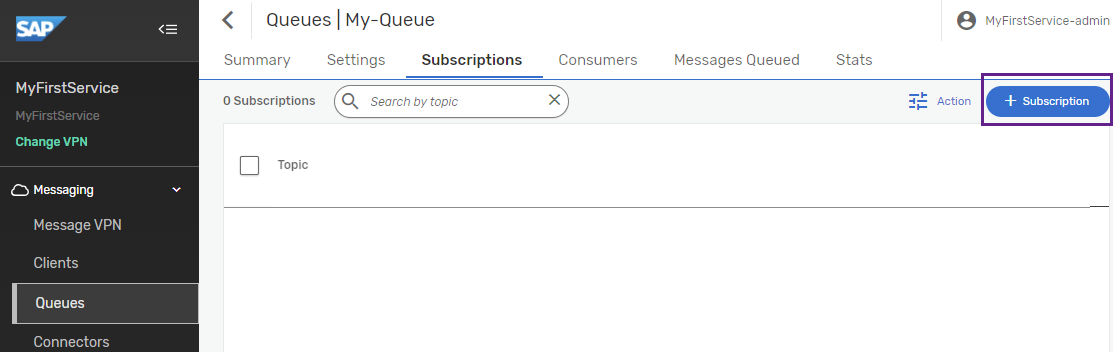 SAP
Queues | My-Queue
MyFirstService-admin
Summary Settings Subscriptions Consumers Messages Queued Stats
MyFirstService
MyFirstService
Change VPN
0 Subscriptions Search by topic Action + Subscription
Topic
Messaging
Message VPN
Clients
Queues
Connectors